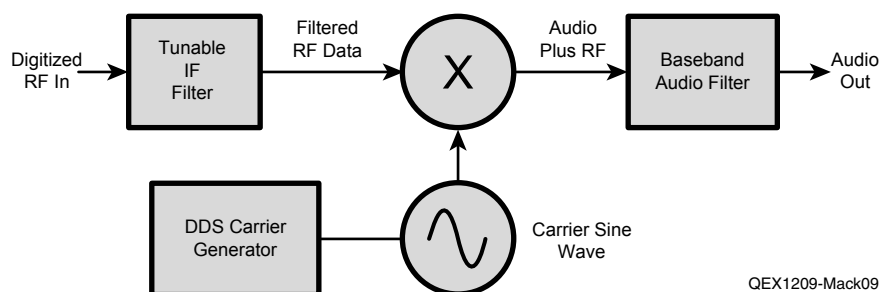 Digitized
RF In
Tunable
IF
Filter
Filtered
RF Data
X
Audio
Plus RF
Baseband
Audio Filter
Audio
Out
DDS Carrier
Generator
Carrier Sine
Wave
QEX1209-Mack09